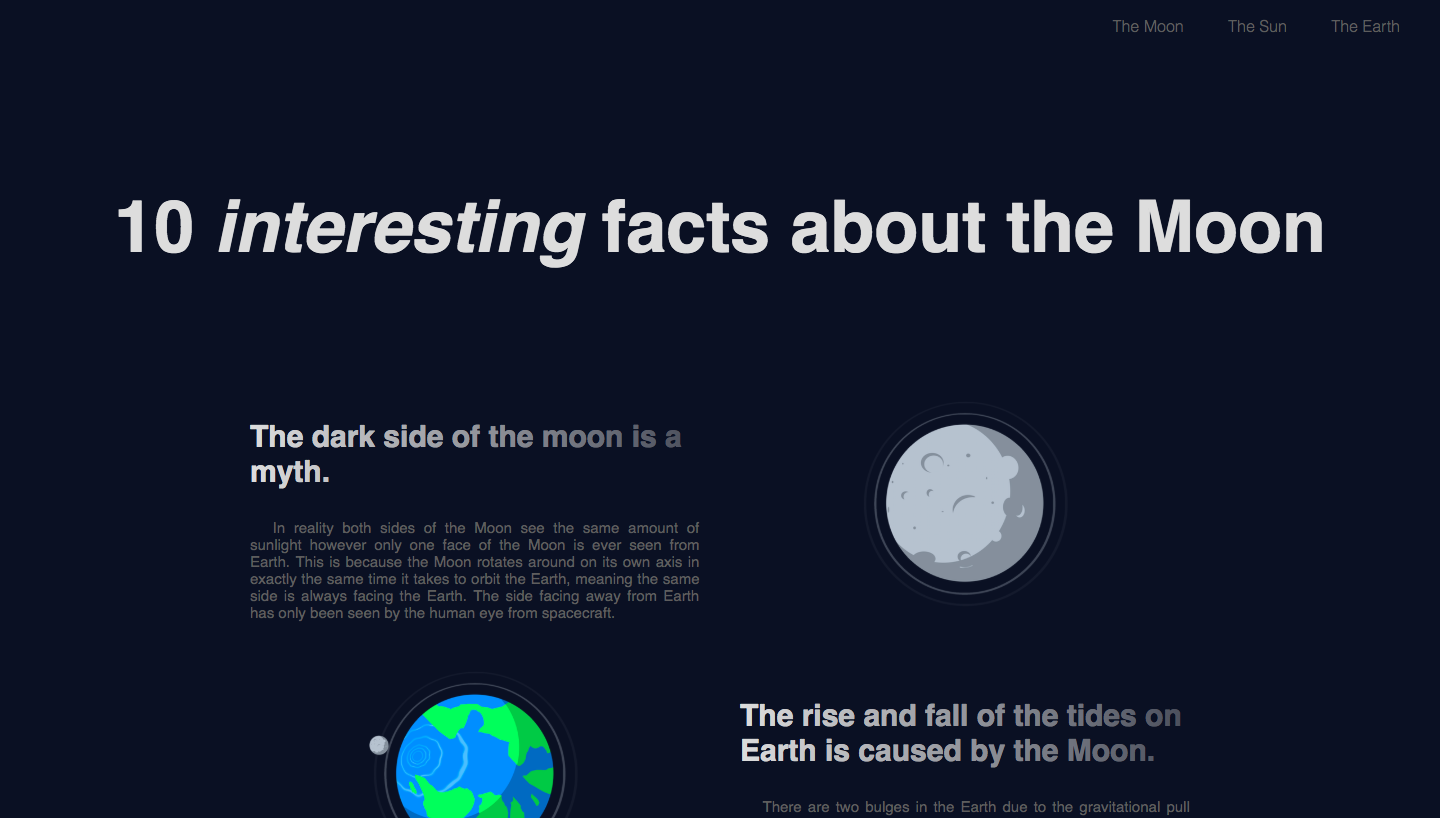 The Moon The Sun The Earth
10 interesting facts about the Moon
The dark side of the moon is a
myth.
In reality both sides of the Moon see the same amount of
sunlight however only one face of the Moon is ever seen from
Earth. This is because the Moon rotates around on its own axis in
exactly the same time it takes to orbit the Earth, meaning the same
side is always facing the Earth. The side facing away from Earth
has only been seen by the human eye from spacecraft.
The rise and fall of the tides on
Earth is caused by the Moon.
There are two bulges in the Earth due to the gravitational pull